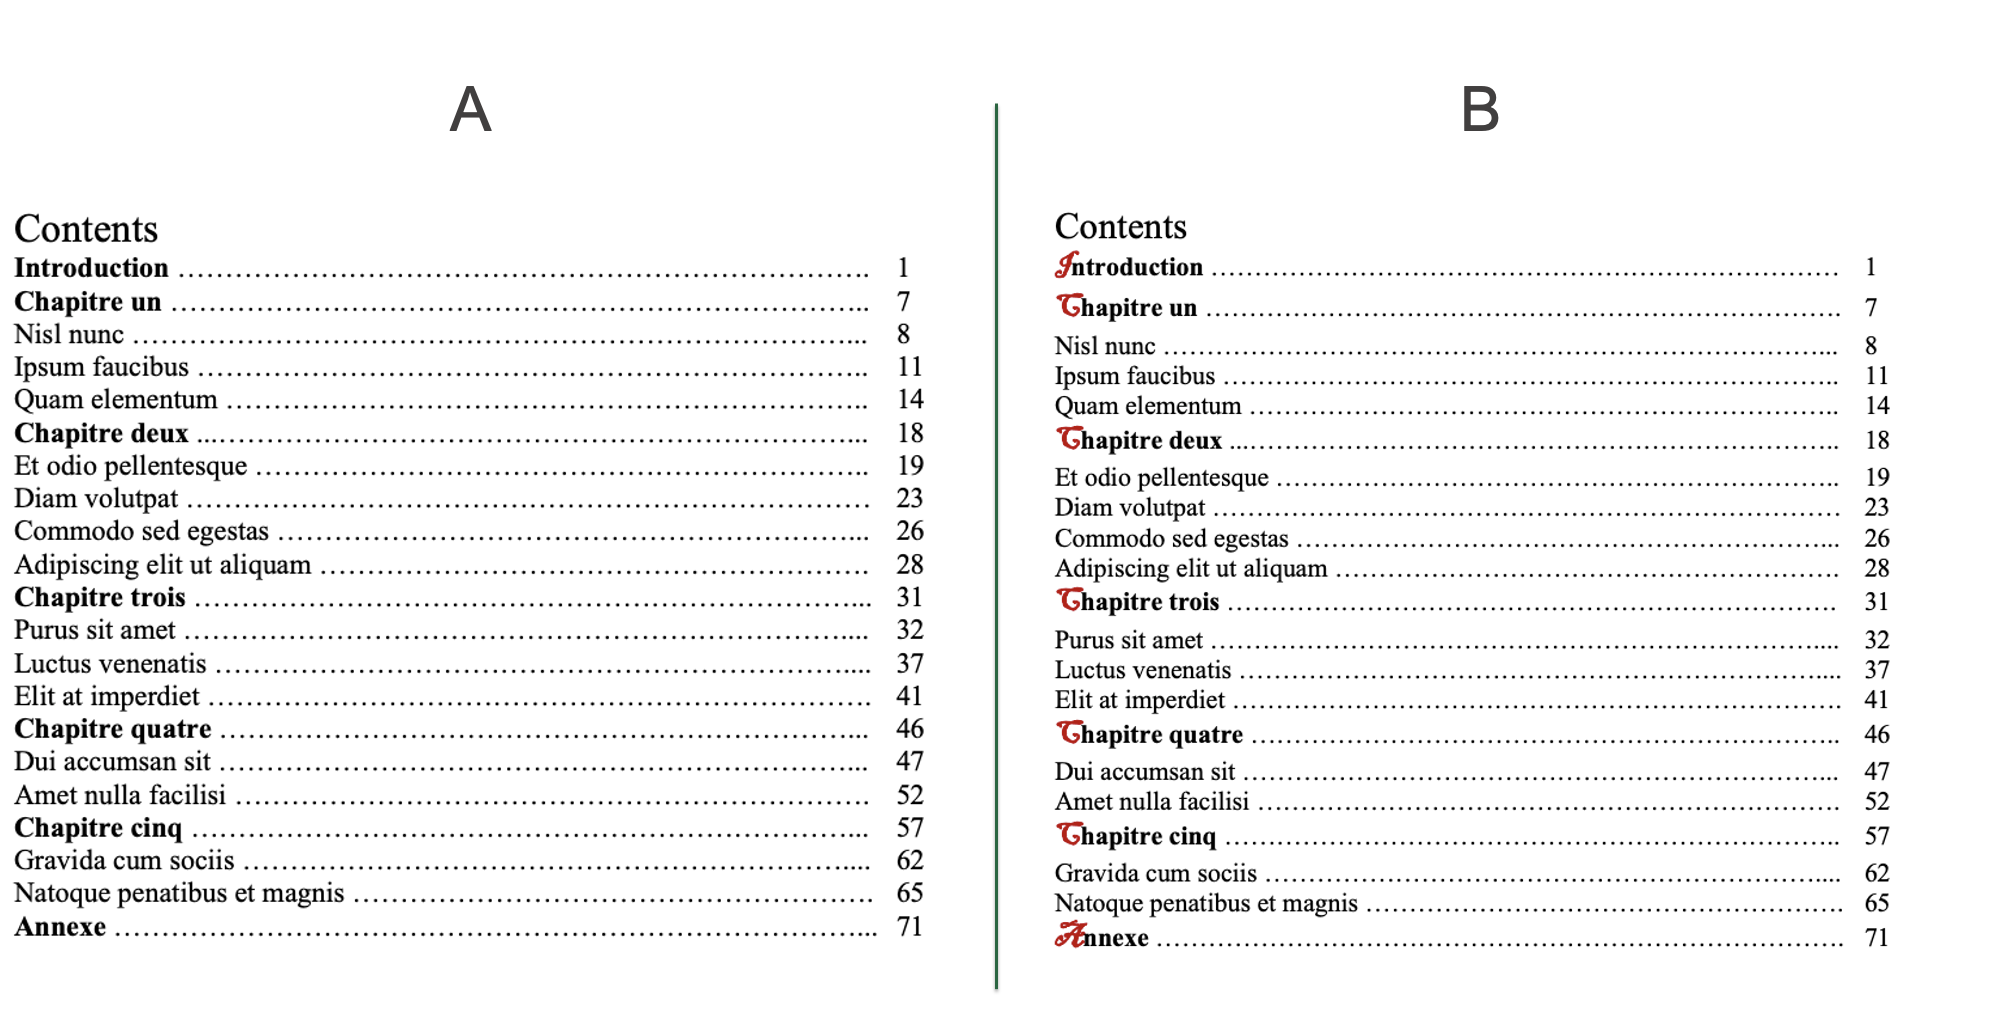 A
Contents
Introduction ………………………………………………………………………….. 1
Chapitre un ………………………………………………………………………….. 7
Nisl nunc ……………………………………………………………………………... 8
Ipsum faucibus ……………………………………………………………………….. 11
Quam elementum …………………………………………………………………….. 14
Chapitre deux ...………………………………………………………………………... 18
Et odio pellentesque ………………………………………………………………….. 19
Diam volutpat ………………………………………………………………………… 23
Commodo sed egestas ………………………………………………………………... 26
Adipiscing elit ut aliquam …………………………………………………………….. 28
Chapitre trois ………………………………………………………………………... 31
Purus sit amet ………………………………………………………………………….... 32
Luctus venenatis ……………………………………………………………………….... 37
Elit at imperdiet ……………………………………………………………………….. 41
Chapitre quatre ………………………………………………………………………... 46
Dui accumsan sit ……………………………………………………………………... 47
Amet nulla facilisi ……………………………………………………………………. 52
Chapitre cinq ………………………………………………………………………... 57
Gravida cum sociis …………………………………………………………………….... 62
Natoque penatibus et magnis …………………………………………………………. 65
Annexe ………………………………………………………………………………... 71
B
Contents
Introduction ………………………………………………………………………… 1
Chapitre un ………………………………………………………………………….. 7
Nisl nunc ……………………………………………………………………………... 8
Ipsum faucibus ……………………………………………………………………….. 11
Quam elementum …………………………………………………………………….. 14
Chapitre deux ...……………………………………………………………………….. 18
Et odio pellentesque ………………………………………………………………….. 19
Diam volutpat ………………………………………………………………………… 23
Commodo sed egestas ………………………………………………………………... 26
Adipiscing elit ut aliquam …………………………………………………………….. 28
Chapitre trois ………………………………………………………………………… 31
Purus sit amet ………………………………………………………………………….... 32
Luctus venenatis ……………………………………………………………………….... 37
Elit at imperdiet ……………………………………………………………………….. 41
Chapitre quatre ……………………………………………………………………….. 46
Dui accumsan sit ……………………………………………………………………... 47
Amet nulla facilisi …………………………………………………………………….. 52
Chapitre cinq ……………………………………………………………………….. 57
Gravida cum sociis …………………………………………………………………….... 62
Natoque penatibus et magnis …………………………………………………………. 65
Annexe ………………………………………………………………………………. 71